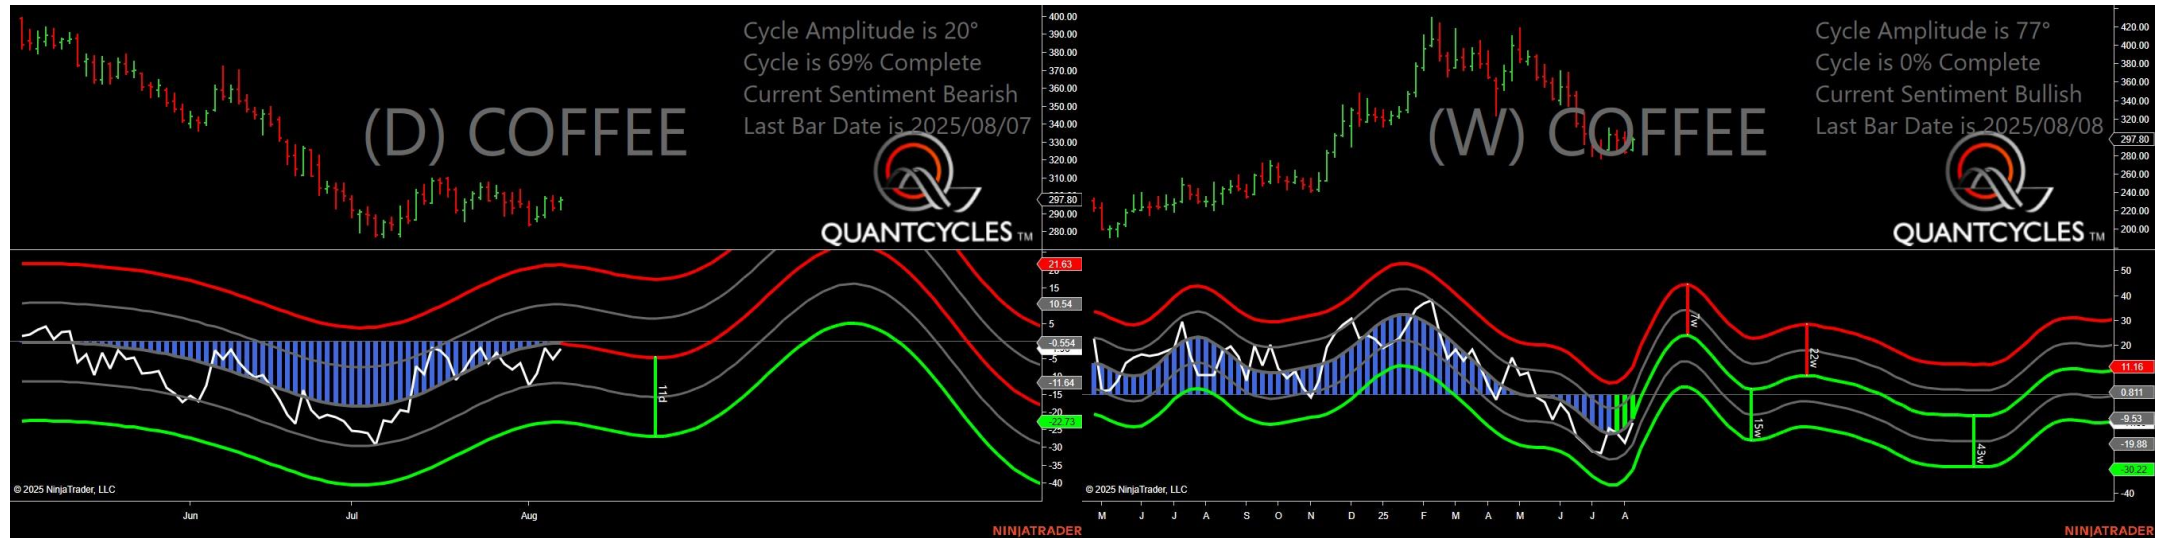 Cycle Amplitude is 20°
Cycle is 69% Complete
Current Sentiment Bearish
Last Bar Date is 2025/08/07
(D) COFFEE
QUANTCYCLES TM
400.00
390.00
380.00
370.00
360.00
350.00
340.00
330.00
320.00
310.00
297.80
290.00
280.00
21.63
15
10.54
5
-0.554
-5
-11.64
-15
-20
-22.73
-30
-35
-40
11d
© 2025 NinjaTrader, LLC
Jun
Jul
Aug
NINJATRADER
Cycle Amplitude is 77°
Cycle is 0% Complete
Current Sentiment Bullish
Last Bar Date is 2025/08/08
(W) COFFEE
QUANTCYCLES TM
420.00
400.00
380.00
360.00
340.00
320.00
297.80
280.00
260.00
240.00
220.00
200.00
50
40
30
20
11.16
0.811
-9.53
-19.88
-30.22
-40
7w
22w
15w
43w
© 2025 NinjaTrader, LLC
M
J
J
A
S
O
N
D
25
F
M
A
M
J
J
A
NINJATRADER